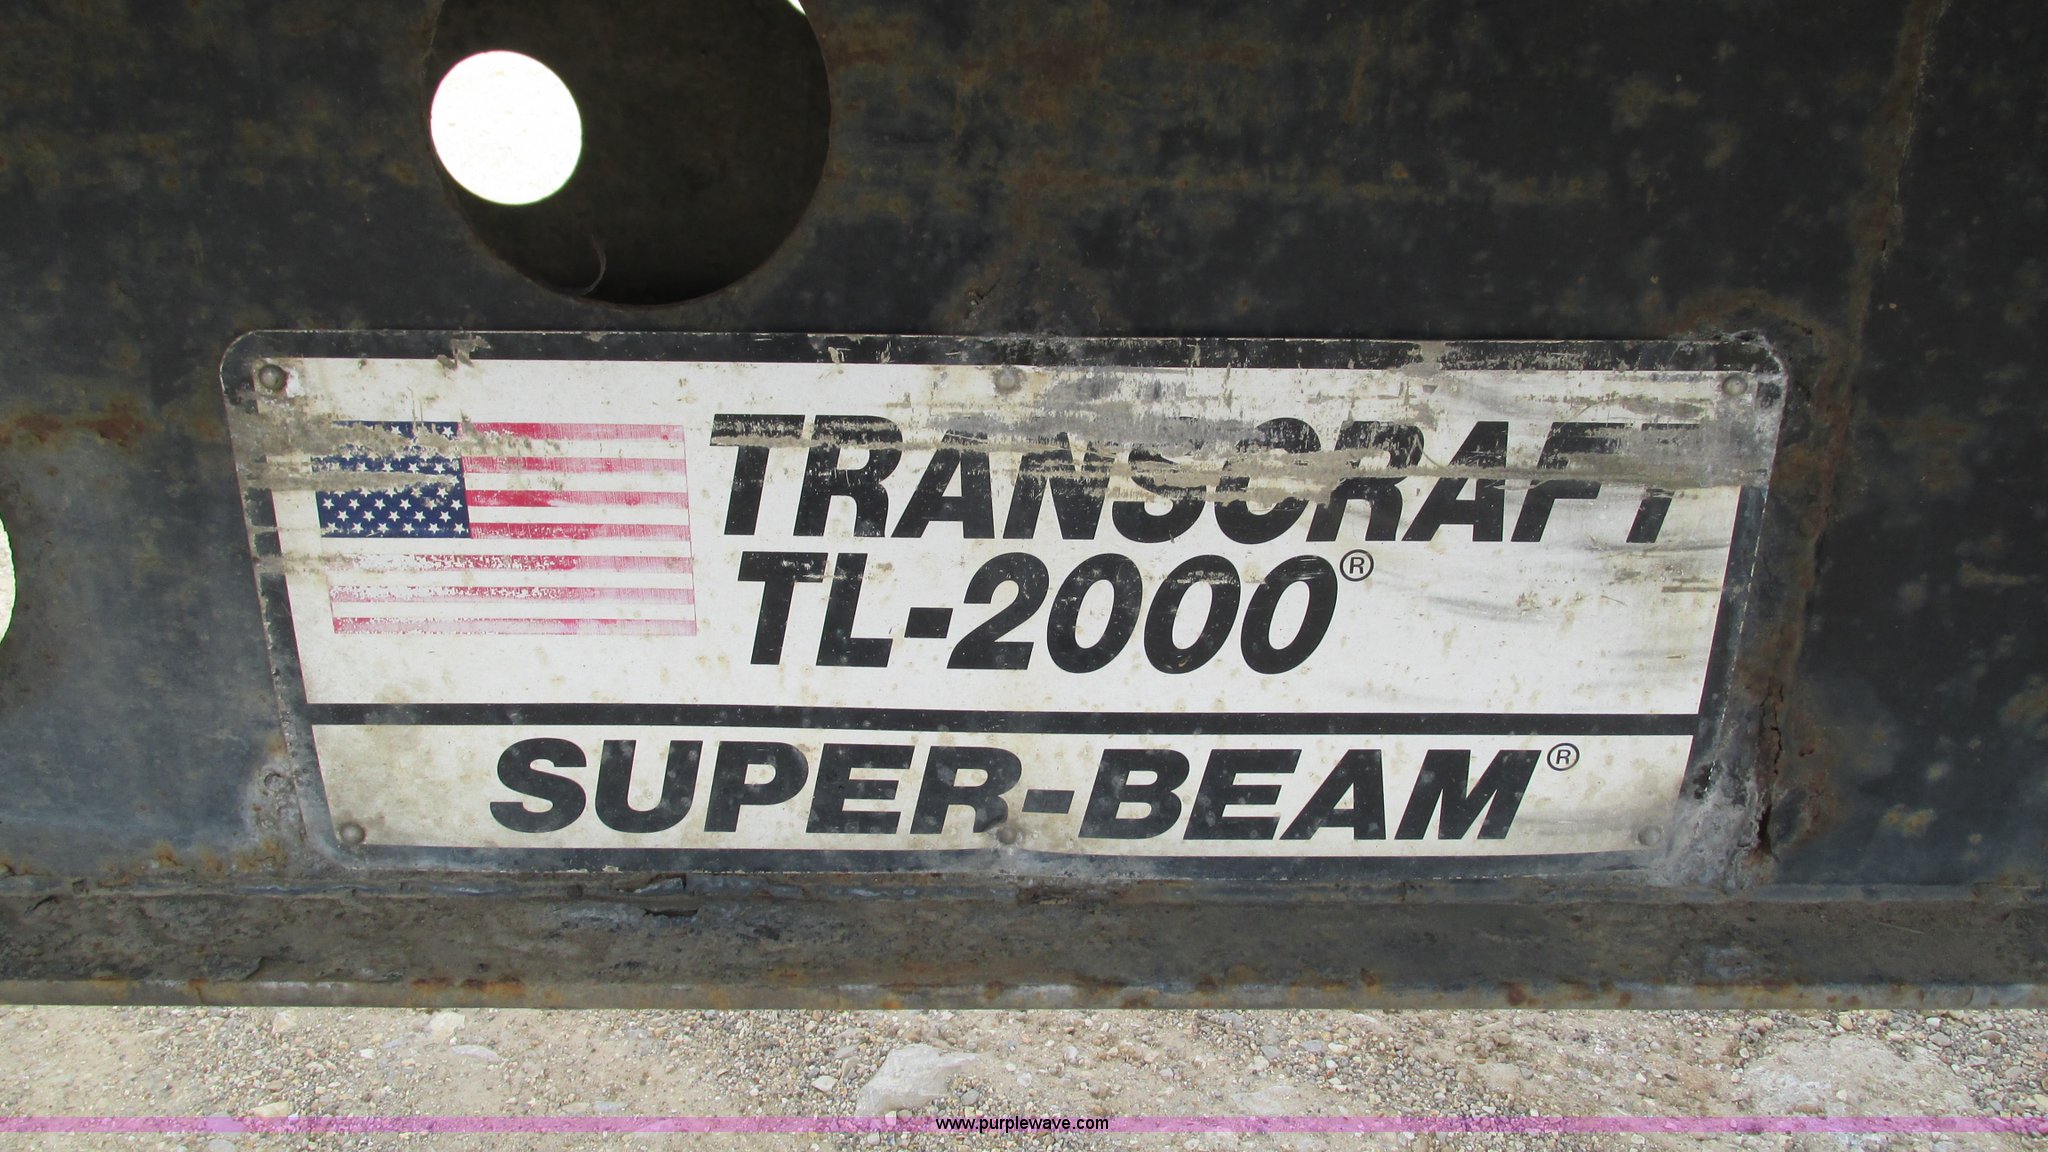 TRANSCRAFT
TL-2000®
SUPER-BEAM®
www.purplewave.com